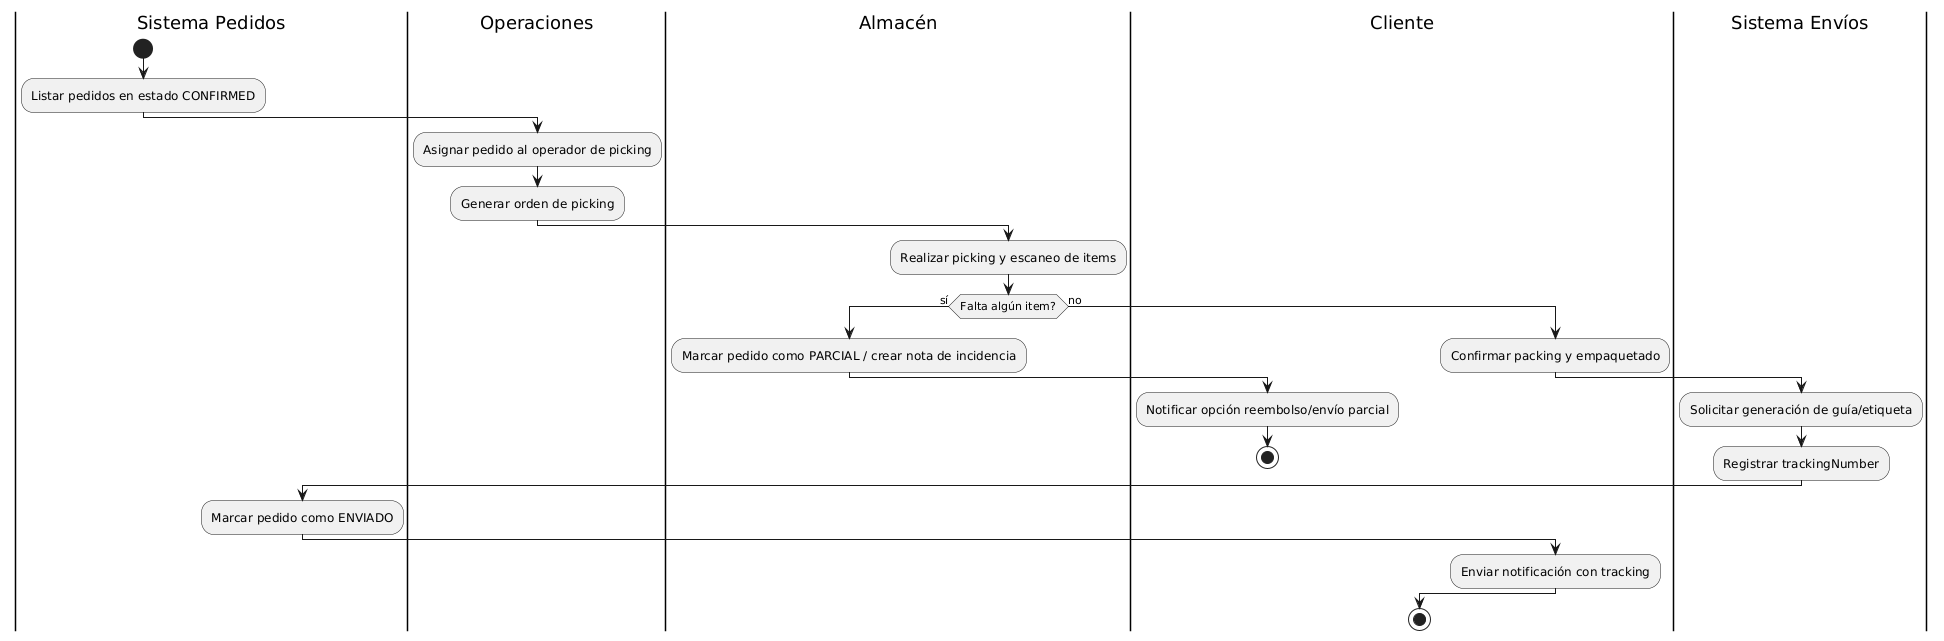 Sistema Pedidos
Operaciones
Almacén
Cliente
Sistema Envíos
Listar pedidos en estado CONFIRMED
Asignar pedido al operador de picking
Generar orden de picking
Realizar picking y escaneo de items
sí
Falta algún item?
no
Marcar pedido como PARCIAL / crear nota de incidencia
Confirmar packing y empaquetado
Notificar opción reembolso/envío parcial
Solicitar generación de guía/etiqueta
Registrar trackingNumber
Marcar pedido como ENVIADO
Enviar notificación con tracking